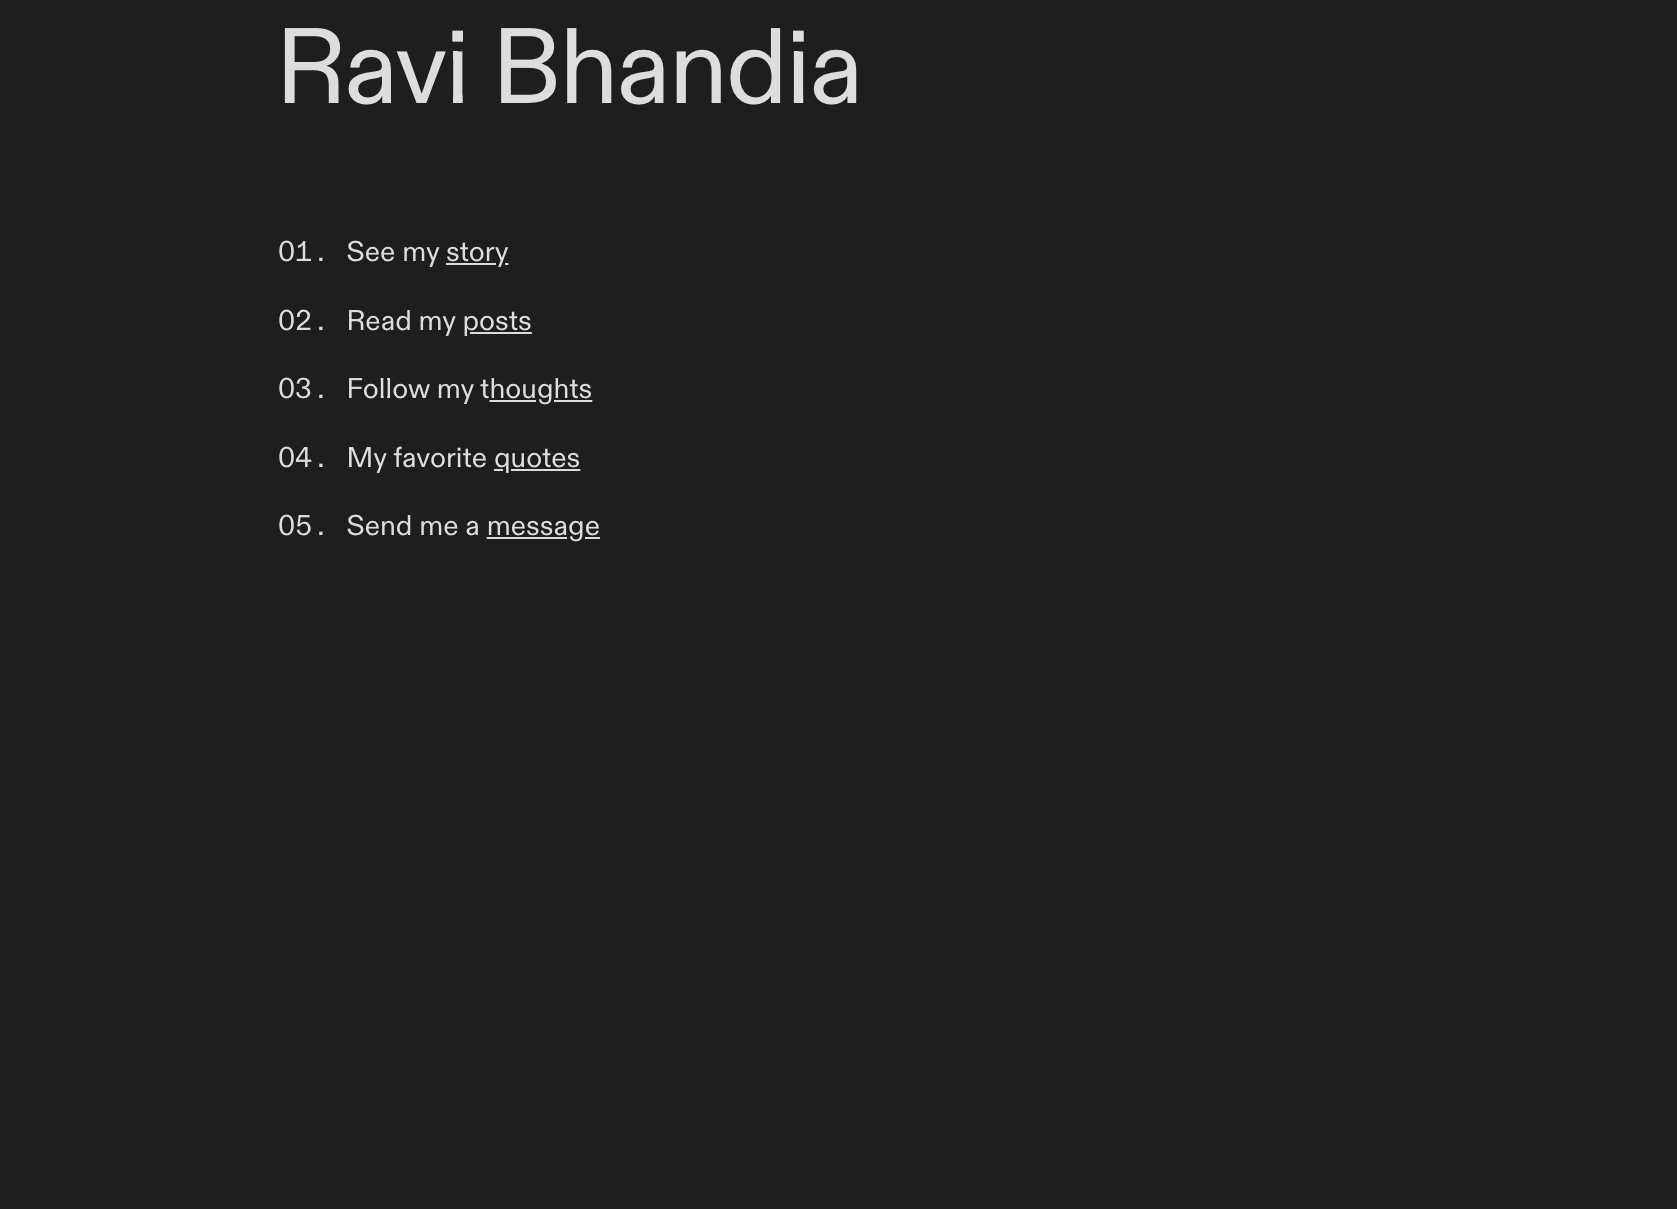 Ravi Bhandia
01. See my story
02. Read my posts
03. Follow my thoughts
04. My favorite quotes
05. Send me a message